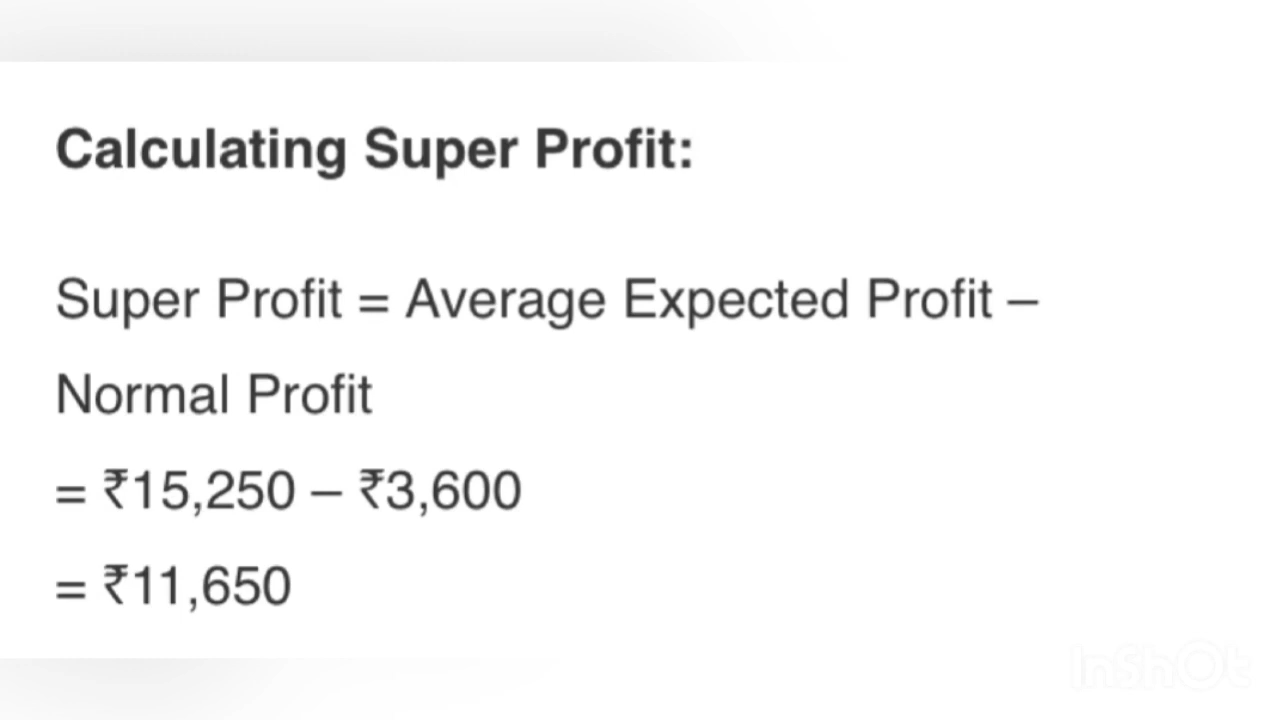 Calculating Super Profit:
Super Profit = Average Expected Profit –
Normal Profit
= ₹15,250 – ₹3,600
= ₹11,650
InShOt